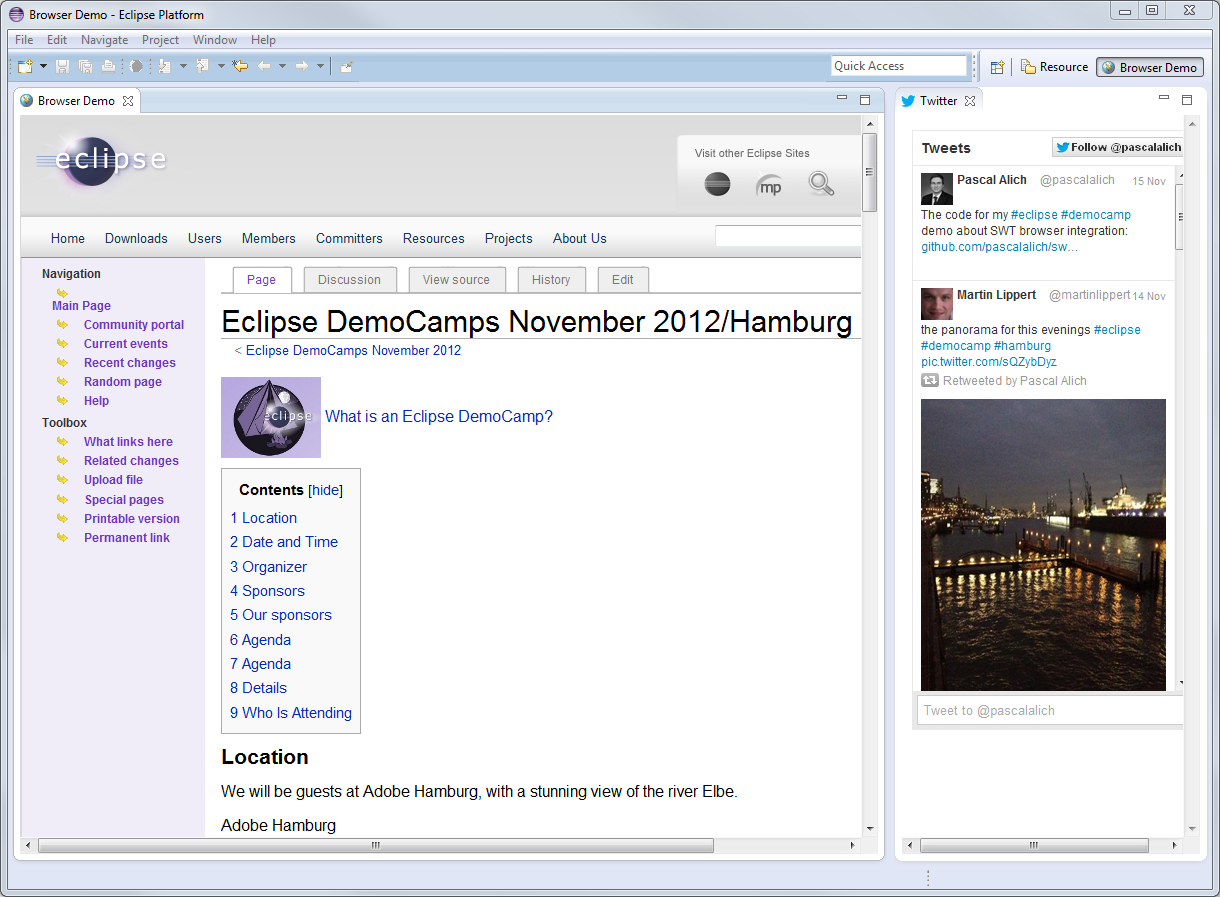 Browser Demo - Eclipse Platform
File Edit Navigate Project Window Help
Quick Access
Resource
Browser Demo
Browser Demo
eclipse
Visit other Eclipse Sites
mp
Home Downloads Users Members Committers Resources Projects About Us
Navigation
Main Page
Community portal
Current events
Recent changes
Random page
Help
Toolbox
What links here
Related changes
Upload file
Special pages
Printable version
Permanent link
Page Discussion View source History Edit
Eclipse DemoCamps November 2012/Hamburg
< Eclipse DemoCamps November 2012
eclipse
What is an Eclipse DemoCamp?
Contents [hide]
1 Location
2 Date and Time
3 Organizer
4 Sponsors
5 Our sponsors
6 Agenda
7 Agenda
8 Details
9 Who Is Attending
Location
We will be guests at Adobe Hamburg, with a stunning view of the river Elbe.
Adobe Hamburg
Twitter
Tweets
Follow @pascalalich
Pascal Alich @pascalalich 15 Nov
The code for my #eclipse #democamp
demo about SWT browser integration:
github.com/pascalalich/sw…
Martin Lippert @martinlippert 14 Nov
the panorama for this evenings #eclipse
#democamp #hamburg
pic.twitter.com/sQZybDyz
Retweeted by Pascal Alich
Tweet to @pascalalich